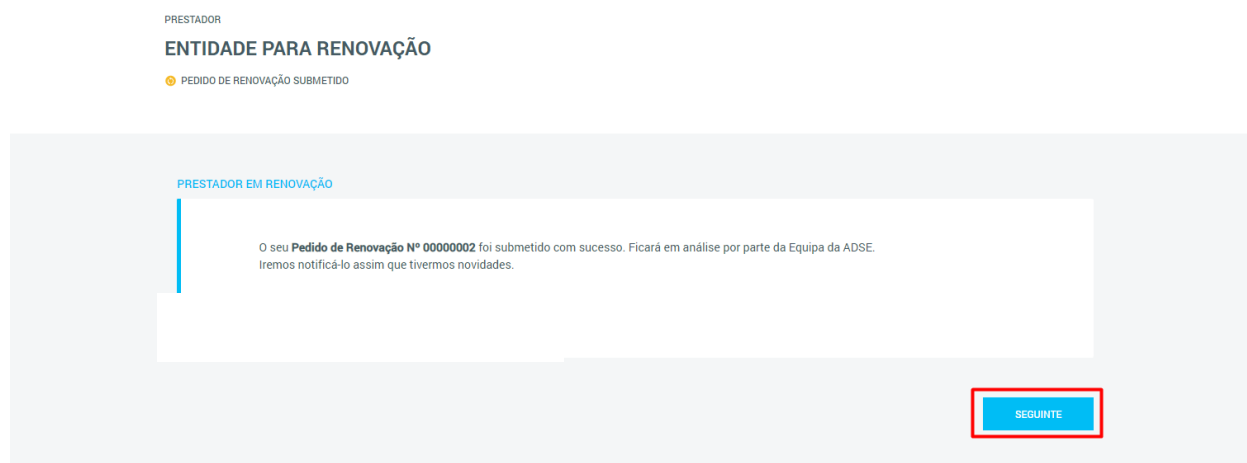 PRESTADOR
ENTIDADE PARA RENOVAÇÃO
PEDIDO DE RENOVAÇÃO SUBMETIDO
PRESTADOR EM RENOVAÇÃO
O seu Pedido de Renovação Nº 00000002 foi submetido com sucesso. Ficará em análise por parte da Equipa da ADSE.
Iremos notificá-lo assim que tivermos novidades.
SEGUINTE